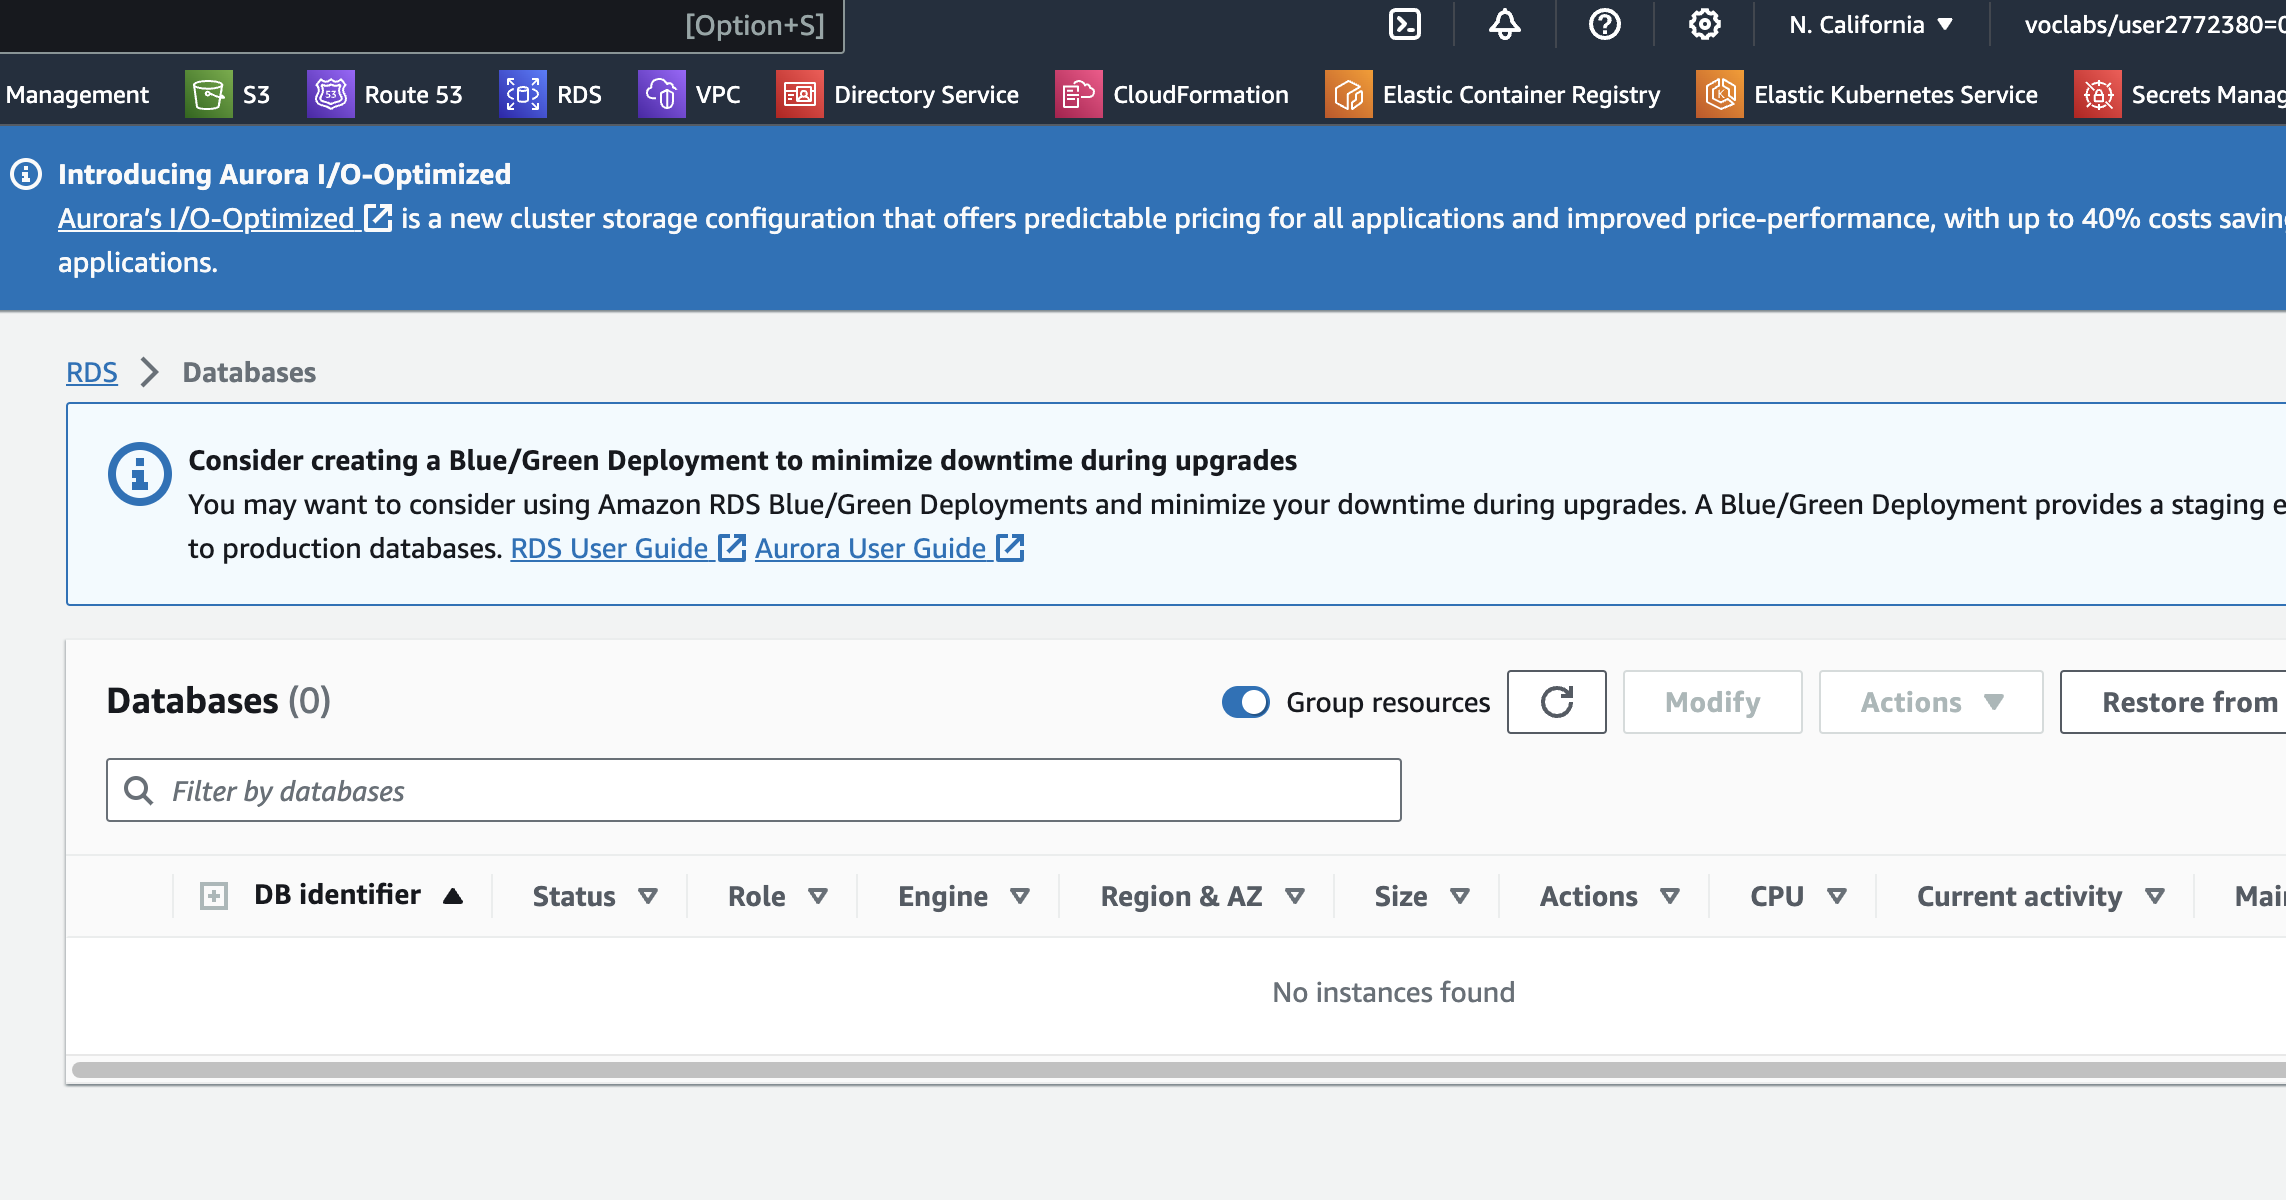 [Option+S]
N. California
voclabs/user2772380=
Management
S3
Route 53
RDS
VPC
Directory Service
CloudFormation
Elastic Container Registry
Elastic Kubernetes Service
Secrets Manag
Introducing Aurora I/O-Optimized
Aurora's I/O-Optimized is a new cluster storage configuration that offers predictable pricing for all applications and improved price-performance, with up to 40% costs savin
applications.
RDS
Databases
Consider creating a Blue/Green Deployment to minimize downtime during upgrades
You may want to consider using Amazon RDS Blue/Green Deployments and minimize your downtime during upgrades. A Blue/Green Deployment provides a staging e
to production databases. RDS User Guide Aurora User Guide
Databases (0)
Group resources
Modify
Actions
Restore from
Filter by databases
DB identifier
Status
Role
Engine
Region & AZ
Size
Actions
CPU
Current activity
Mai
No instances found